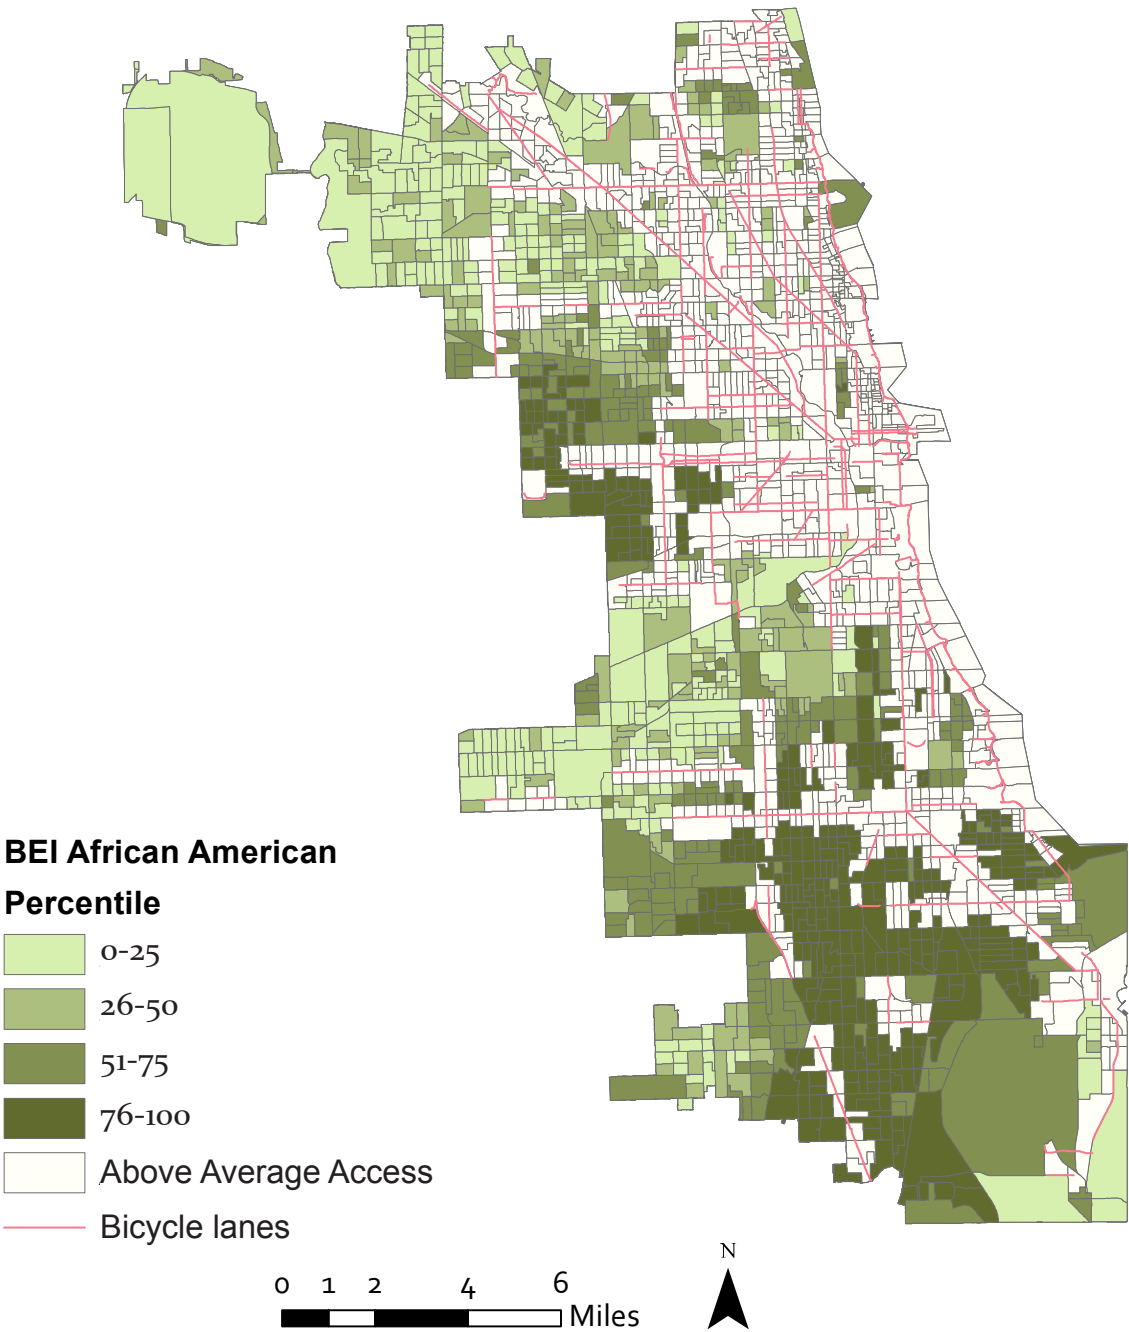 BEI African American
Percentile
0-25
26-50
51-75
76-100
Above Average Access
Bicycle lanes
0 1 2 4 6
Miles
N